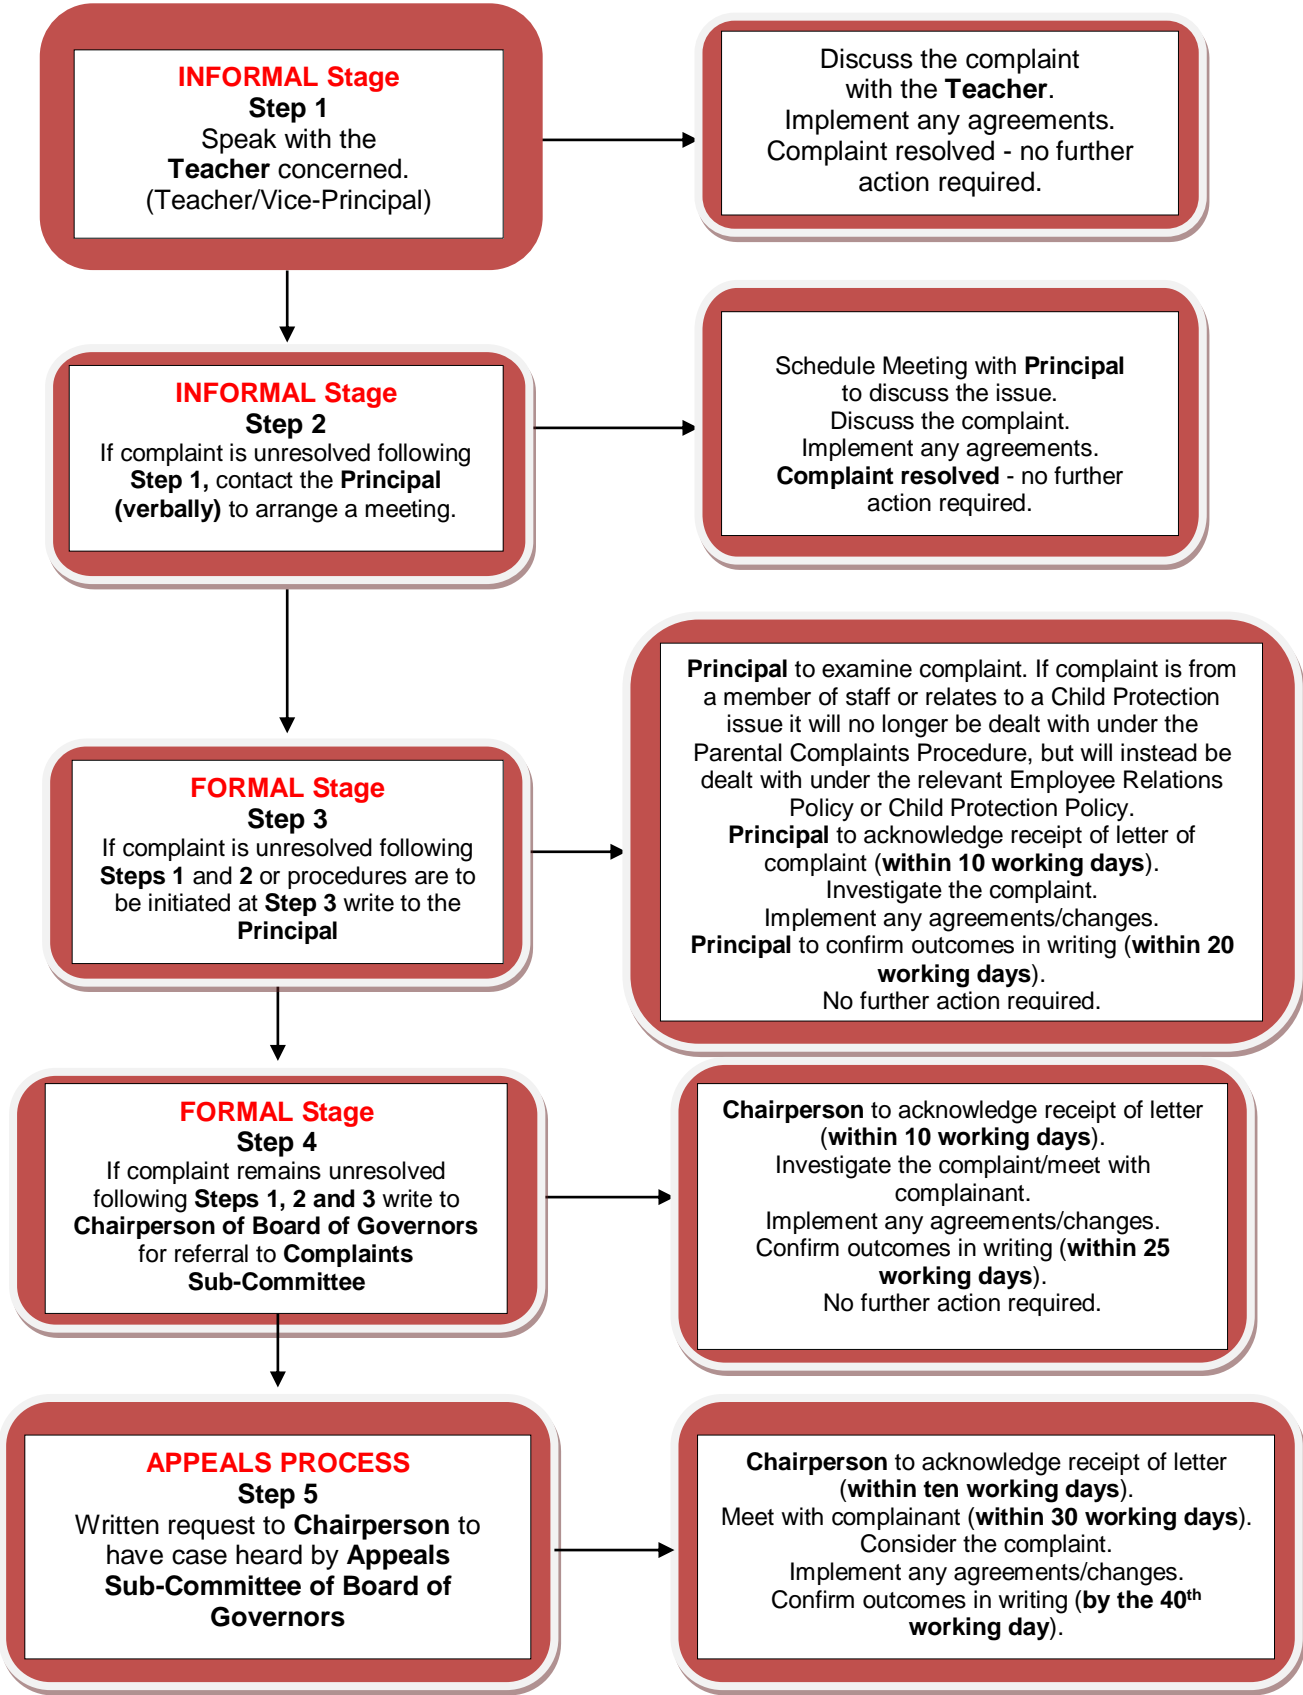 INFORMAL Stage
Step 1
Speak with the
Teacher concerned.
(Teacher/Vice-Principal)
Discuss the complaint
with the Teacher.
Implement any agreements.
Complaint resolved - no further
action required.
INFORMAL Stage
Step 2
If complaint is unresolved following
Step 1, contact the Principal
(verbally) to arrange a meeting.
Schedule Meeting with Principal
to discuss the issue.
Discuss the complaint.
Implement any agreements.
Complaint resolved - no further
action required.
FORMAL Stage
Step 3
If complaint is unresolved following
Steps 1 and 2 or procedures are to
be initiated at Step 3 write to the
Principal
Principal to examine complaint. If complaint is from
a member of staff or relates to a Child Protection
issue it will no longer be dealt with under the
Parental Complaints Procedure, but will instead be
dealt with under the relevant Employee Relations
Policy or Child Protection Policy.
Principal to acknowledge receipt of letter of
complaint (within 10 working days).
Investigate the complaint.
Implement any agreements/changes.
Principal to confirm outcomes in writing (within 20
working days).
No further action required.
FORMAL Stage
Step 4
If complaint remains unresolved
following Steps 1, 2 and 3 write to
Chairperson of Board of Governors
for referral to Complaints
Sub-Committee
Chairperson to acknowledge receipt of letter
(within 10 working days).
Investigate the complaint/meet with
complainant.
Implement any agreements/changes.
Confirm outcomes in writing (within 25
working days).
No further action required.
APPEALS PROCESS
Step 5
Written request to Chairperson to
have case heard by Appeals
Sub-Committee of Board of
Governors
Chairperson to acknowledge receipt of letter
(within ten working days).
Meet with complainant (within 30 working days).
Consider the complaint.
Implement any agreements/changes.
Confirm outcomes in writing (by the 40th
working day).